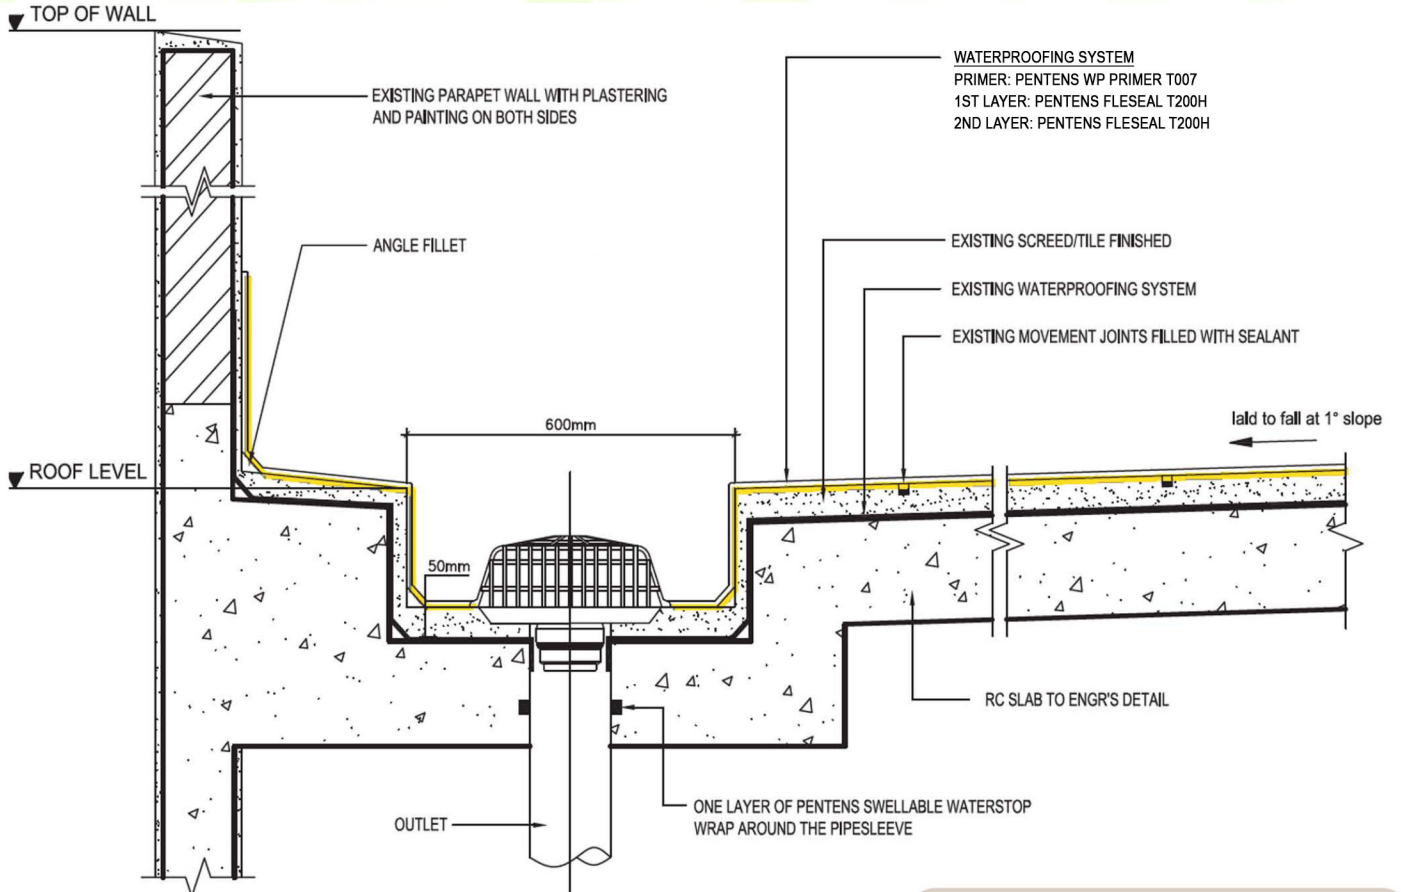 TOP OF WALL
WATERPROOFING SYSTEM
PRIMER: PENTENS WP PRIMER T007
1ST LAYER: PENTENS FLESEAL T200H
2ND LAYER: PENTENS FLESEAL T200H
EXISTING PARAPET WALL WITH PLASTERING
AND PAINTING ON BOTH SIDES
ANGLE FILLET
EXISTING SCREED/TILE FINISHED
EXISTING WATERPROOFING SYSTEM
EXISTING MOVEMENT JOINTS FILLED WITH SEALANT
600mm
laid to fall at 1° slope
ROOF LEVEL
50mm
RC SLAB TO ENGR'S DETAIL
ONE LAYER OF PENTENS SWELLABLE WATERSTOP
WRAP AROUND THE PIPESLEEVE
OUTLET